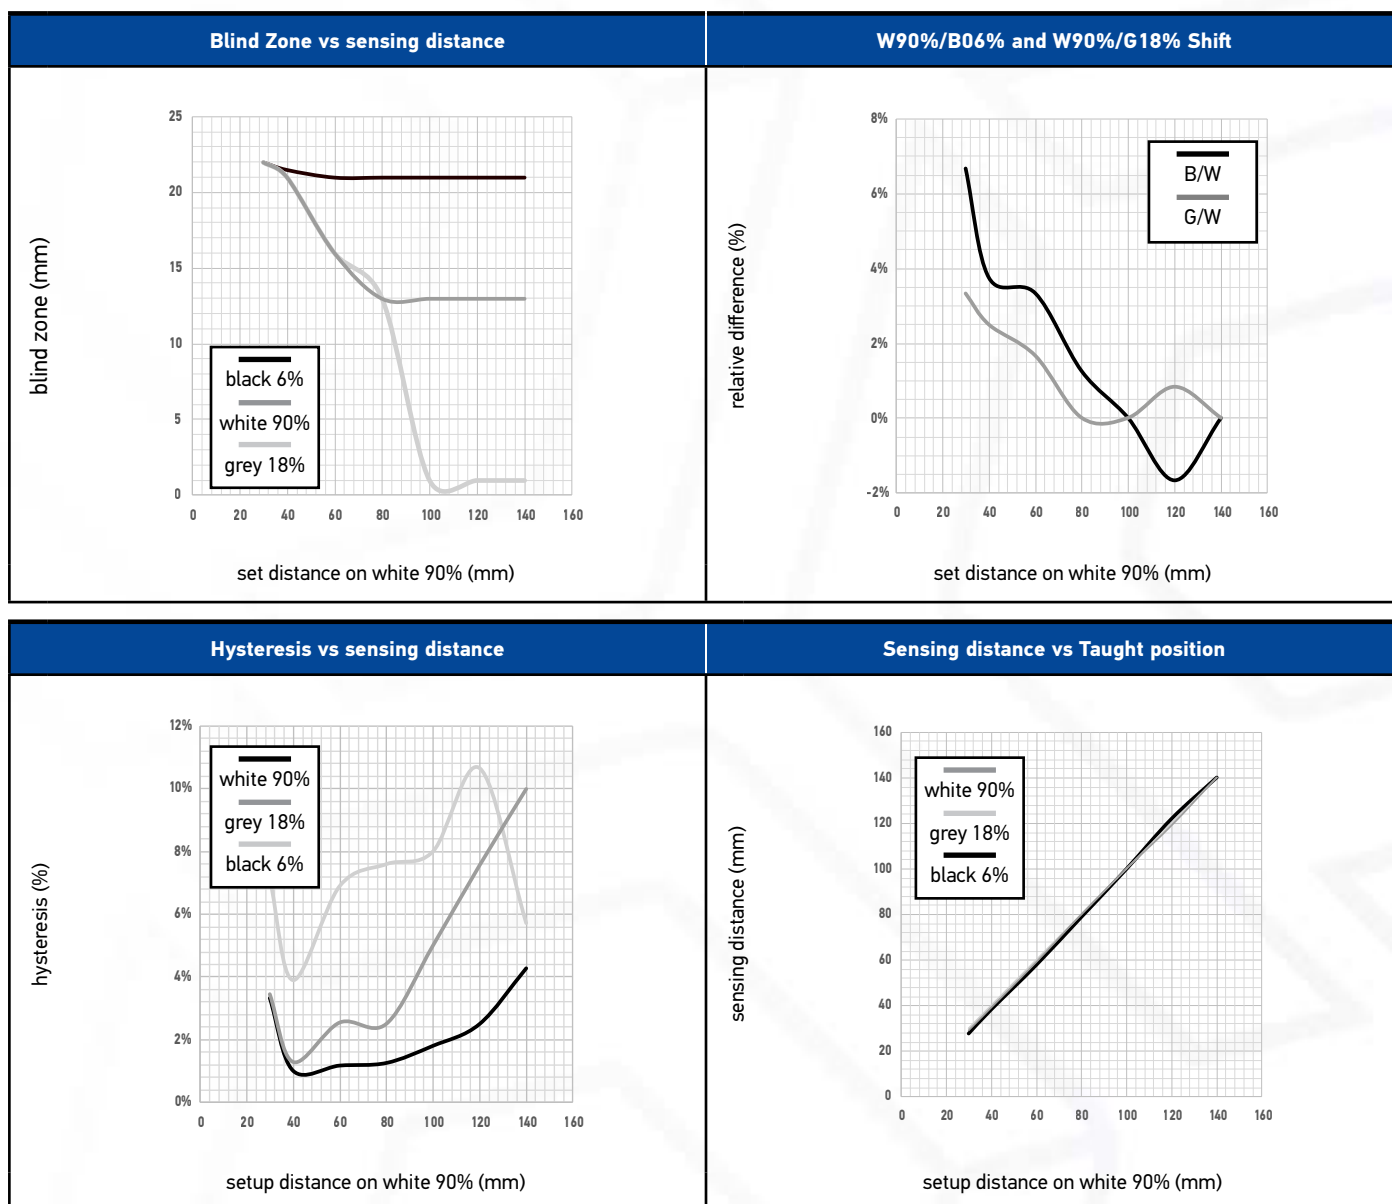 Blind Zone vs sensing distance
W90%/B06% and W90%/G18% Shift
blind zone (mm)
25
20
15
10
5
0
black 6%
white 90%
grey 18%
0 20 40 60 80 100 120 140 160
set distance on white 90% (mm)
relative difference (%)
8%
6%
4%
2%
0%
-2%
B/W
G/W
0 20 40 60 80 100 120 140 160
set distance on white 90% (mm)
Hysteresis vs sensing distance
Sensing distance vs Taught position
hysteresis (%)
12%
10%
8%
6%
4%
2%
0%
white 90%
grey 18%
black 6%
0 20 40 60 80 100 120 140 160
setup distance on white 90% (mm)
sensing distance (mm)
160
140
120
100
80
60
40
20
0
white 90%
grey 18%
black 6%
0 20 40 60 80 100 120 140 160
setup distance on white 90% (mm)